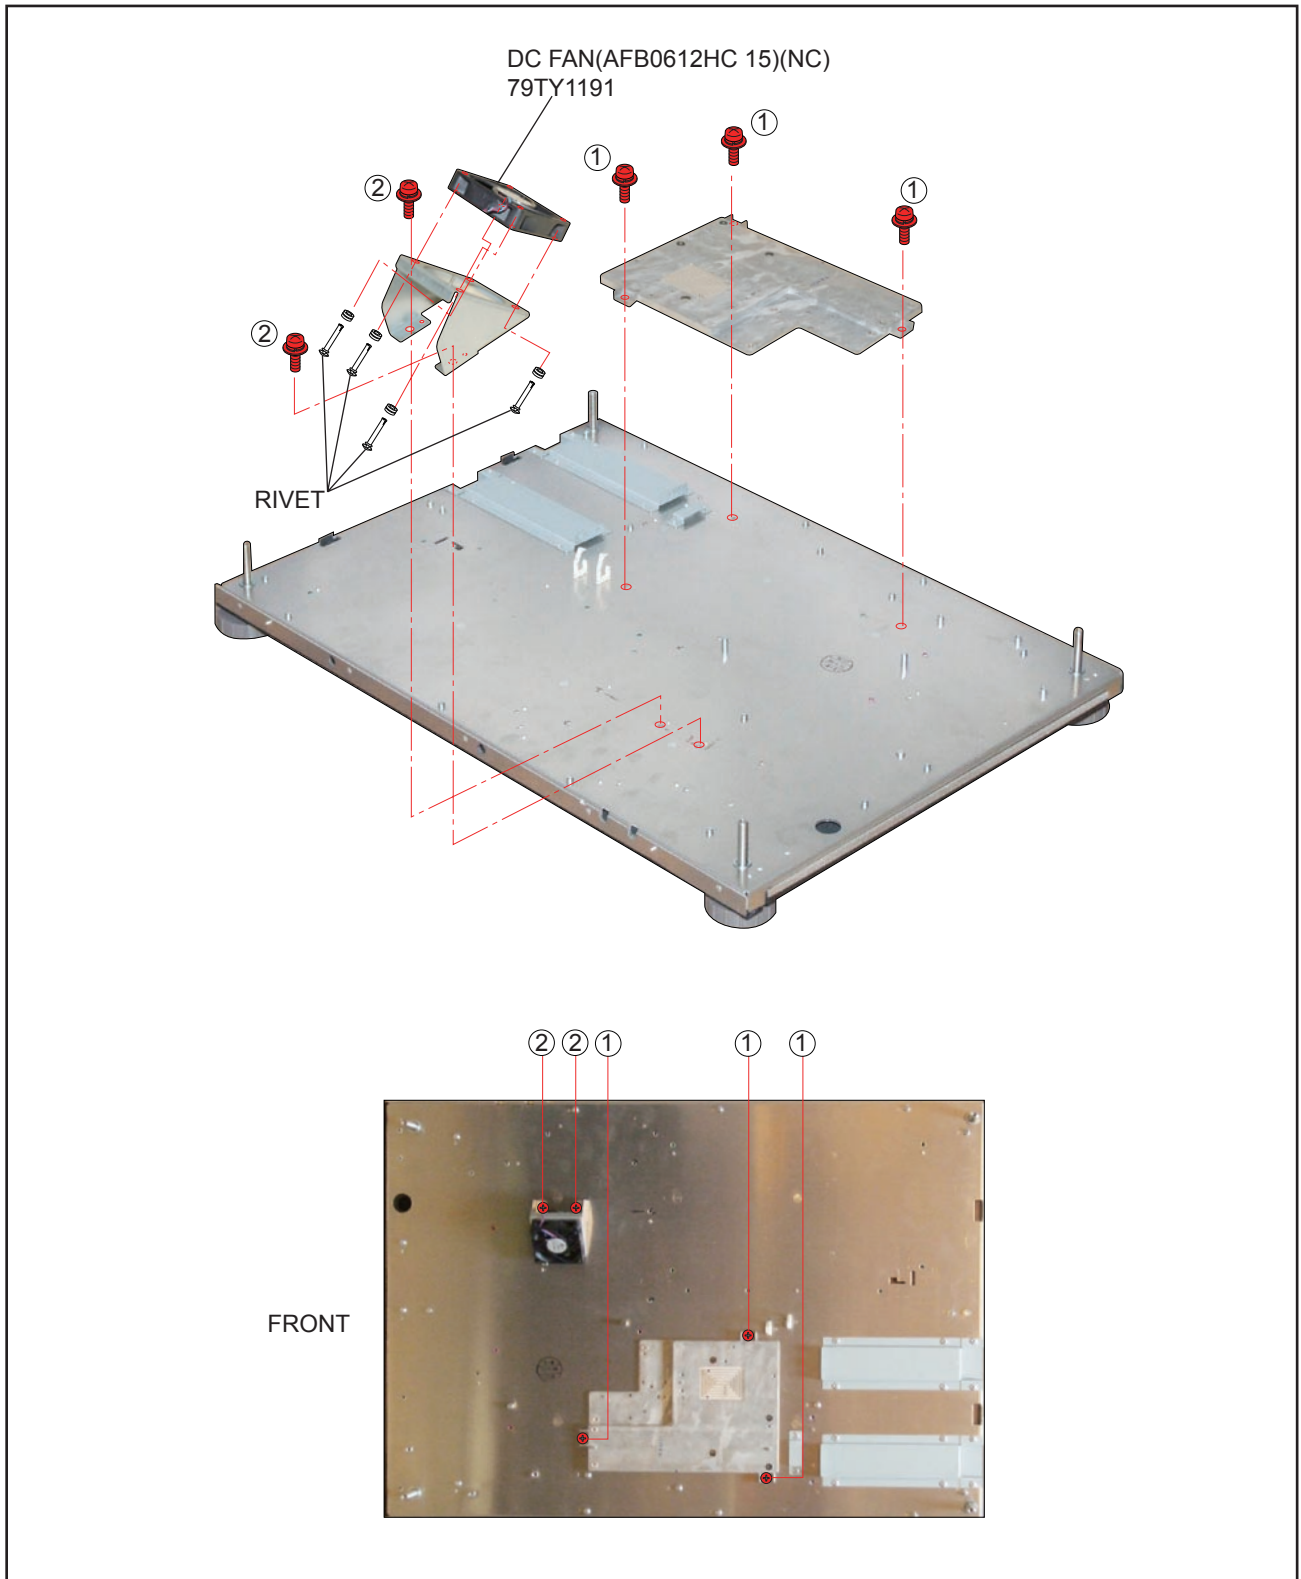 DC FAN(AFB0612HC 15)(NC)
79TY1191
①
①
②
①
②
RIVET
② ② ① ① ①
FRONT